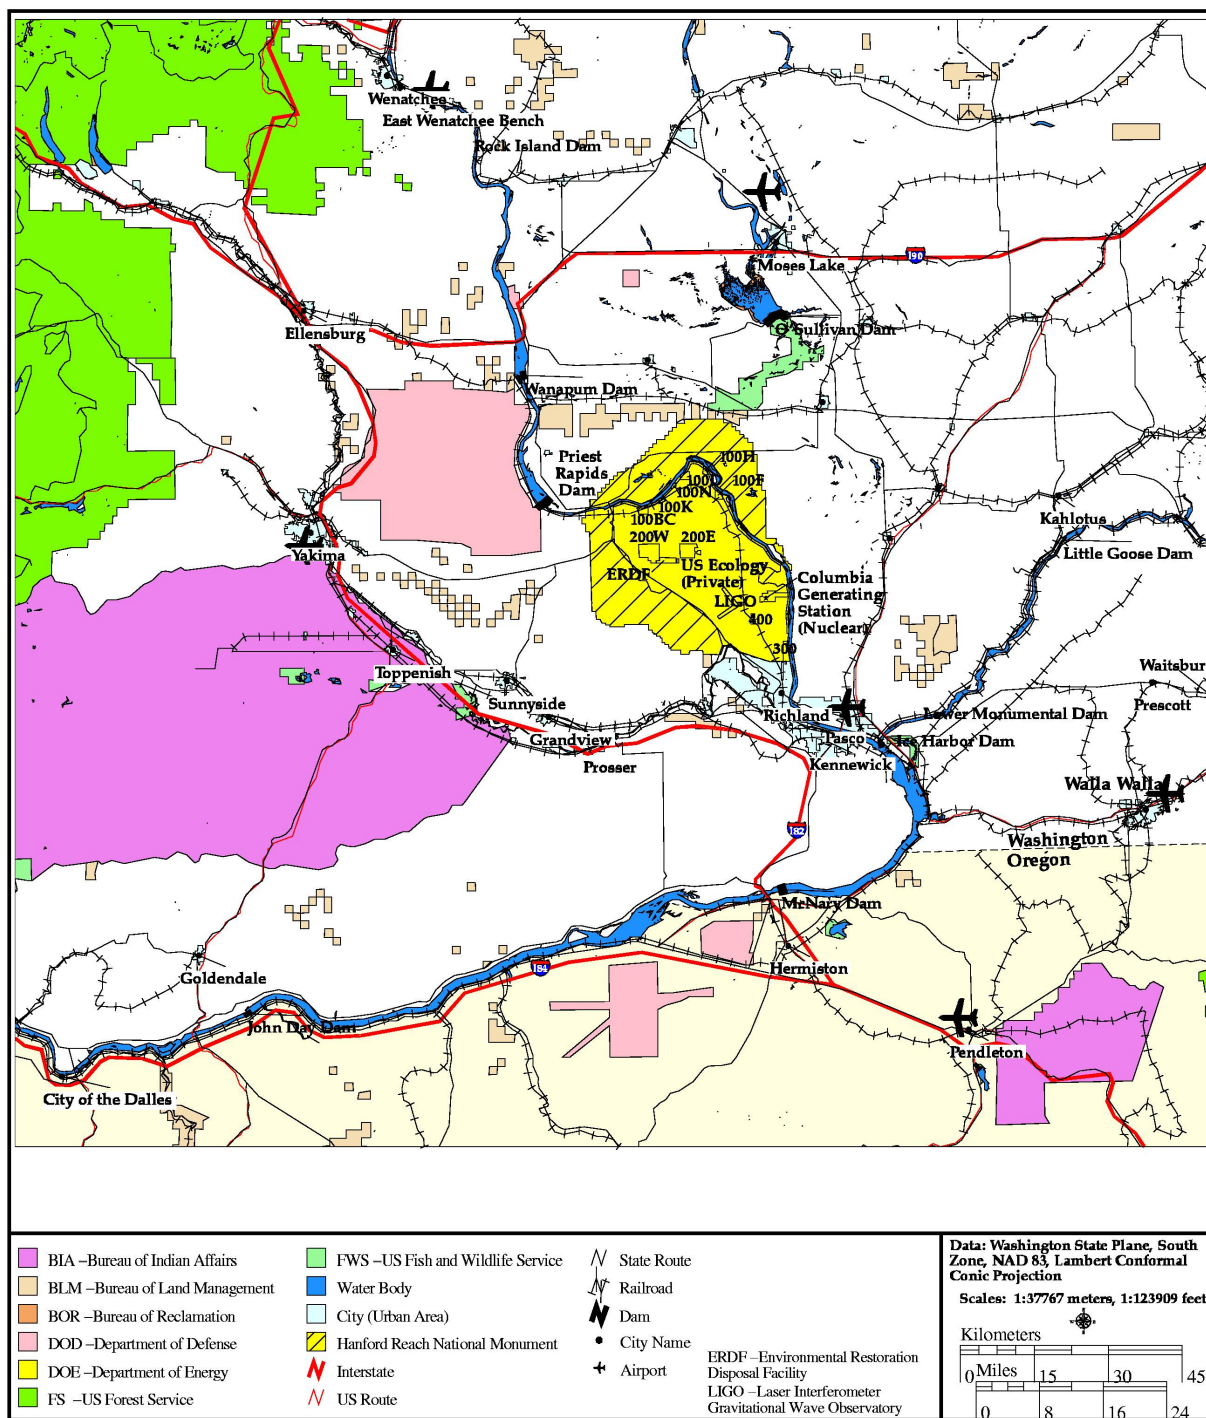 Wenatchee
East Wenatchee Bench
Rock Island Dam
190
Moses Lake
O Sullivan Dam
Ellensburg
Wanapum Dam
Priest
Rapids
Dam
100H
100D
100F
100N
100K
100BC
200W
200E
Kahlotus
Little Goose Dam
Yakima
US Ecology
(Private)
ERDF
Columbia
Generating
Station
(Nuclear)
LIGO
400
300
Toppenish
Waitsbur
Prescott
Sunnyside
Richland
Lower Monumental Dam
Grandview
Pasco
Ice Harbor Dam
Prosser
Kennewick
Walla Walla
182
Washington
Oregon
McNary Dam
Goldendale
184
Hermiston
John Day Dam
Pendleton
City of the Dalles
BIA –Bureau of Indian Affairs
BLM –Bureau of Land Management
BOR –Bureau of Reclamation
DOD –Department of Defense
DOE –Department of Energy
FS –US Forest Service
FWS –US Fish and Wildlife Service
Water Body
City (Urban Area)
Hanford Reach National Monument
Interstate
US Route
State Route
Railroad
Dam
City Name
Airport
ERDF –Environmental Restoration
Disposal Facility
LIGO –Laser Interferometer
Gravitational Wave Observatory
Data: Washington State Plane, South
Zone, NAD 83, Lambert Conformal
Conic Projection
Scales: 1:37767 meters, 1:123909 feet
Kilometers
0 15 30 45
Miles
0 8 16 24